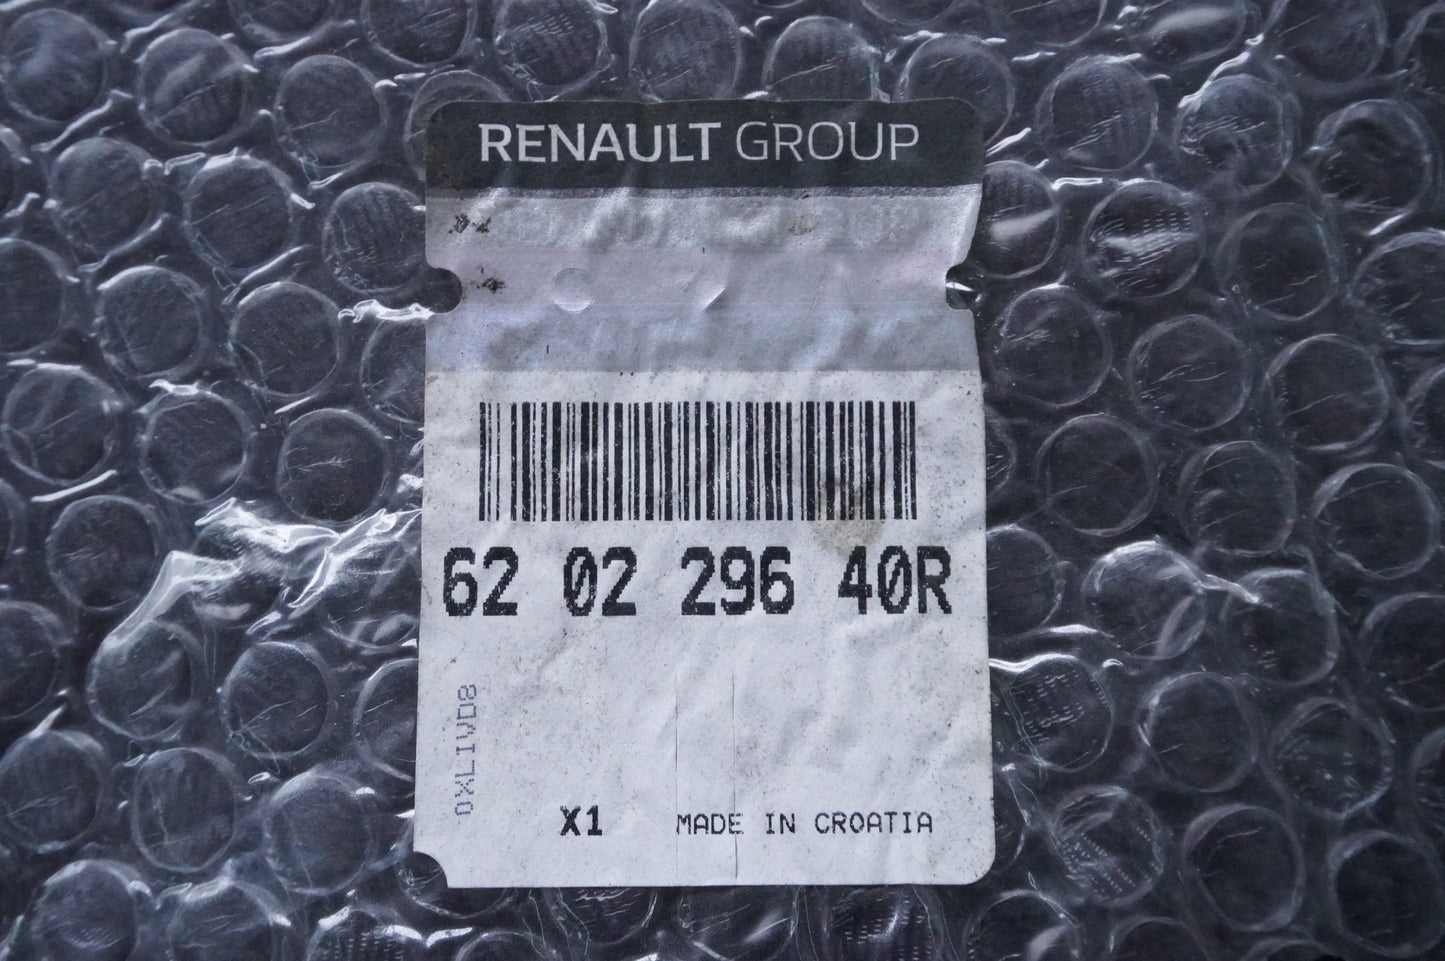 RENAULT GROUP
62 02 296 40R
0XLIVD8
X1
MADE IN CROATIA